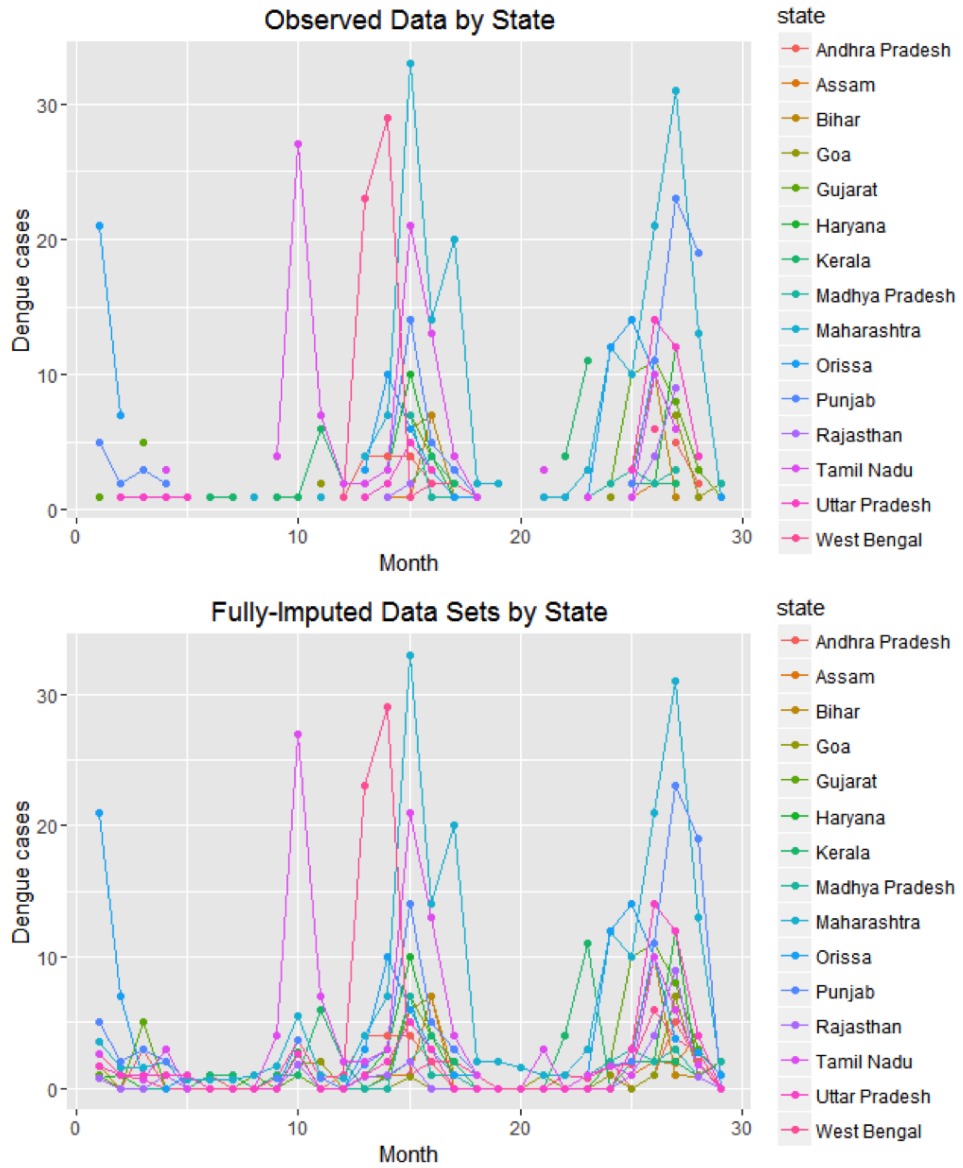 Observed Data by State
state
Andhra Pradesh
Assam
Bihar
Goa
Gujarat
Haryana
Kerala
Madhya Pradesh
Maharashtra
Orissa
Punjab
Rajasthan
Tamil Nadu
Uttar Pradesh
West Bengal
Dengue cases
30
20
10
0
0
10
20
30
Month
Fully-Imputed Data Sets by State
state
Andhra Pradesh
Assam
Bihar
Goa
Gujarat
Haryana
Kerala
Madhya Pradesh
Maharashtra
Orissa
Punjab
Rajasthan
Tamil Nadu
Uttar Pradesh
West Bengal
Dengue cases
30
20
10
0
0
10
20
30
Month